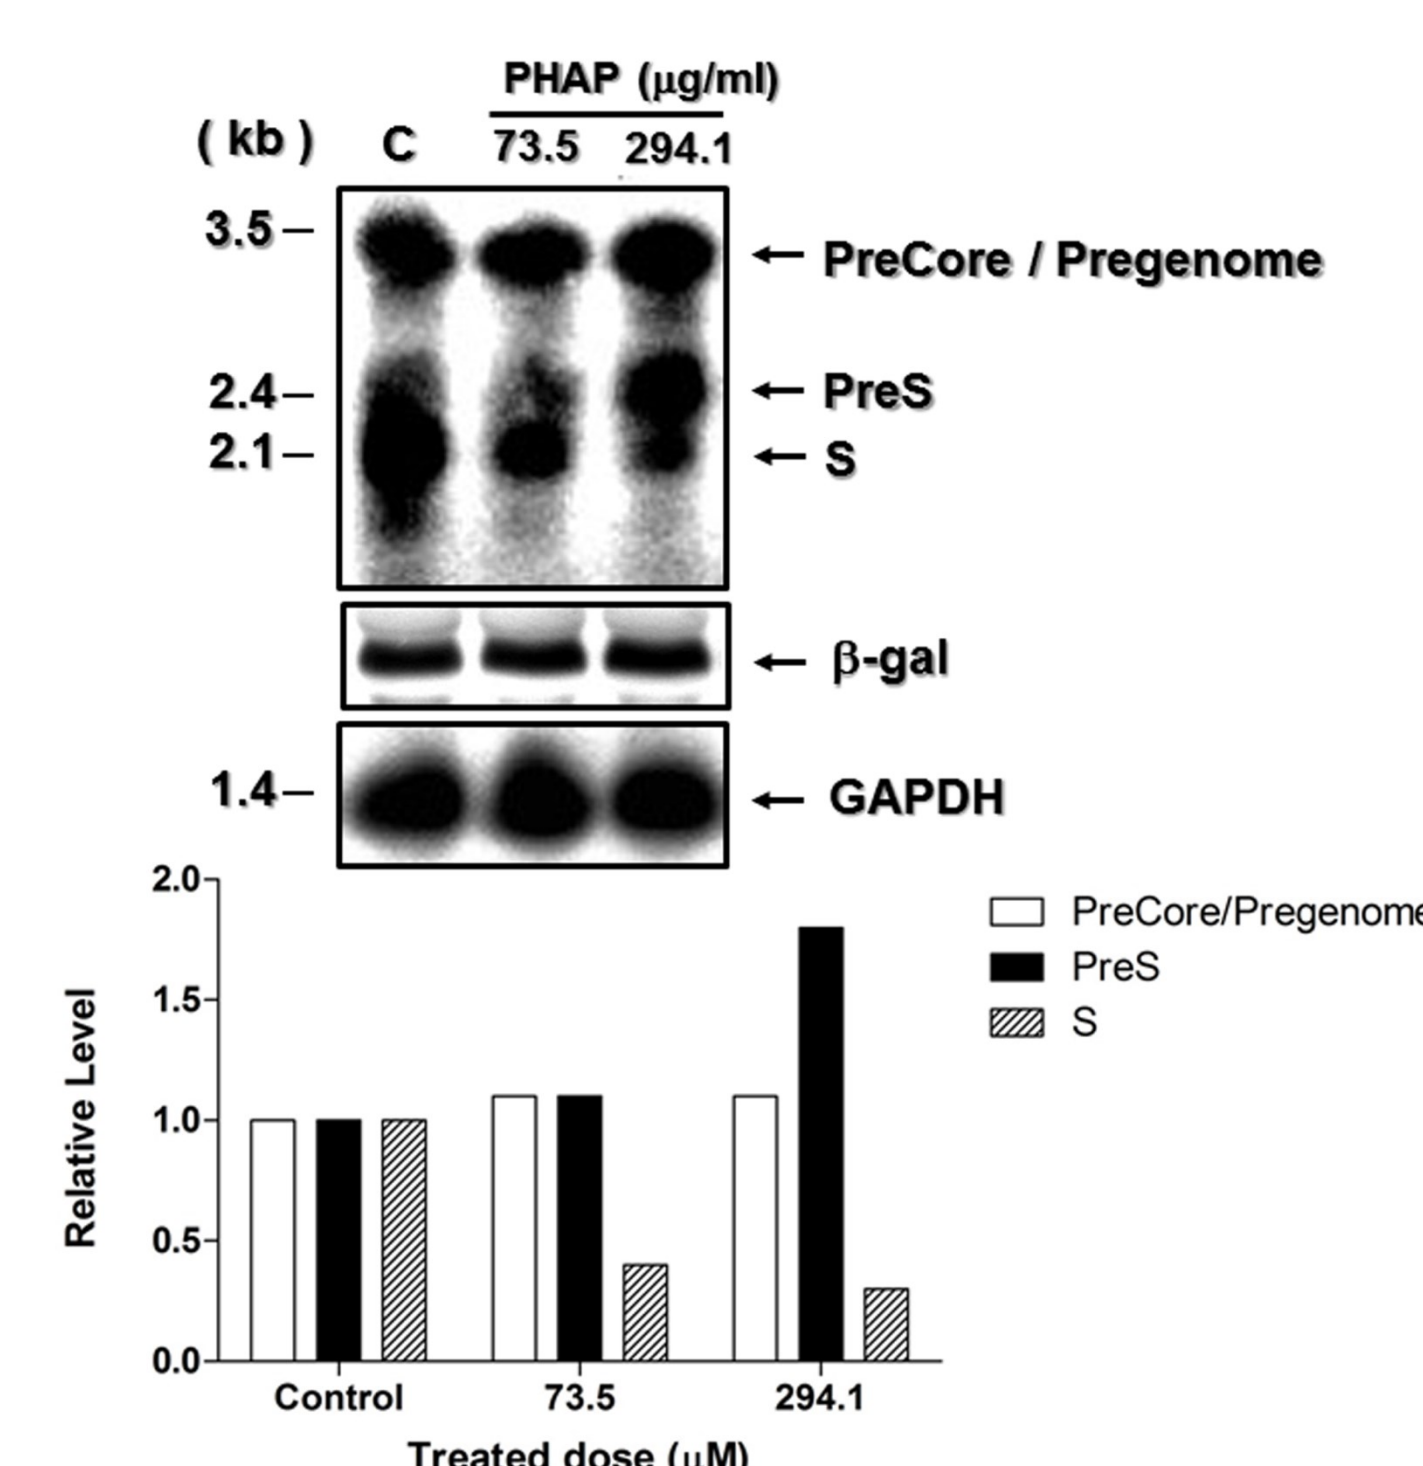 PHAP (μg/ml)
( kb ) C 73.5 294.1
3.5
PreCore / Pregenome
2.4
PreS
2.1
S
β-gal
1.4
GAPDH
2.0
1.5
1.0
0.5
0.0
Relative Level
PreCore/Pregenome
PreS
S
Control 73.5 294.1
Treated dose (μM)